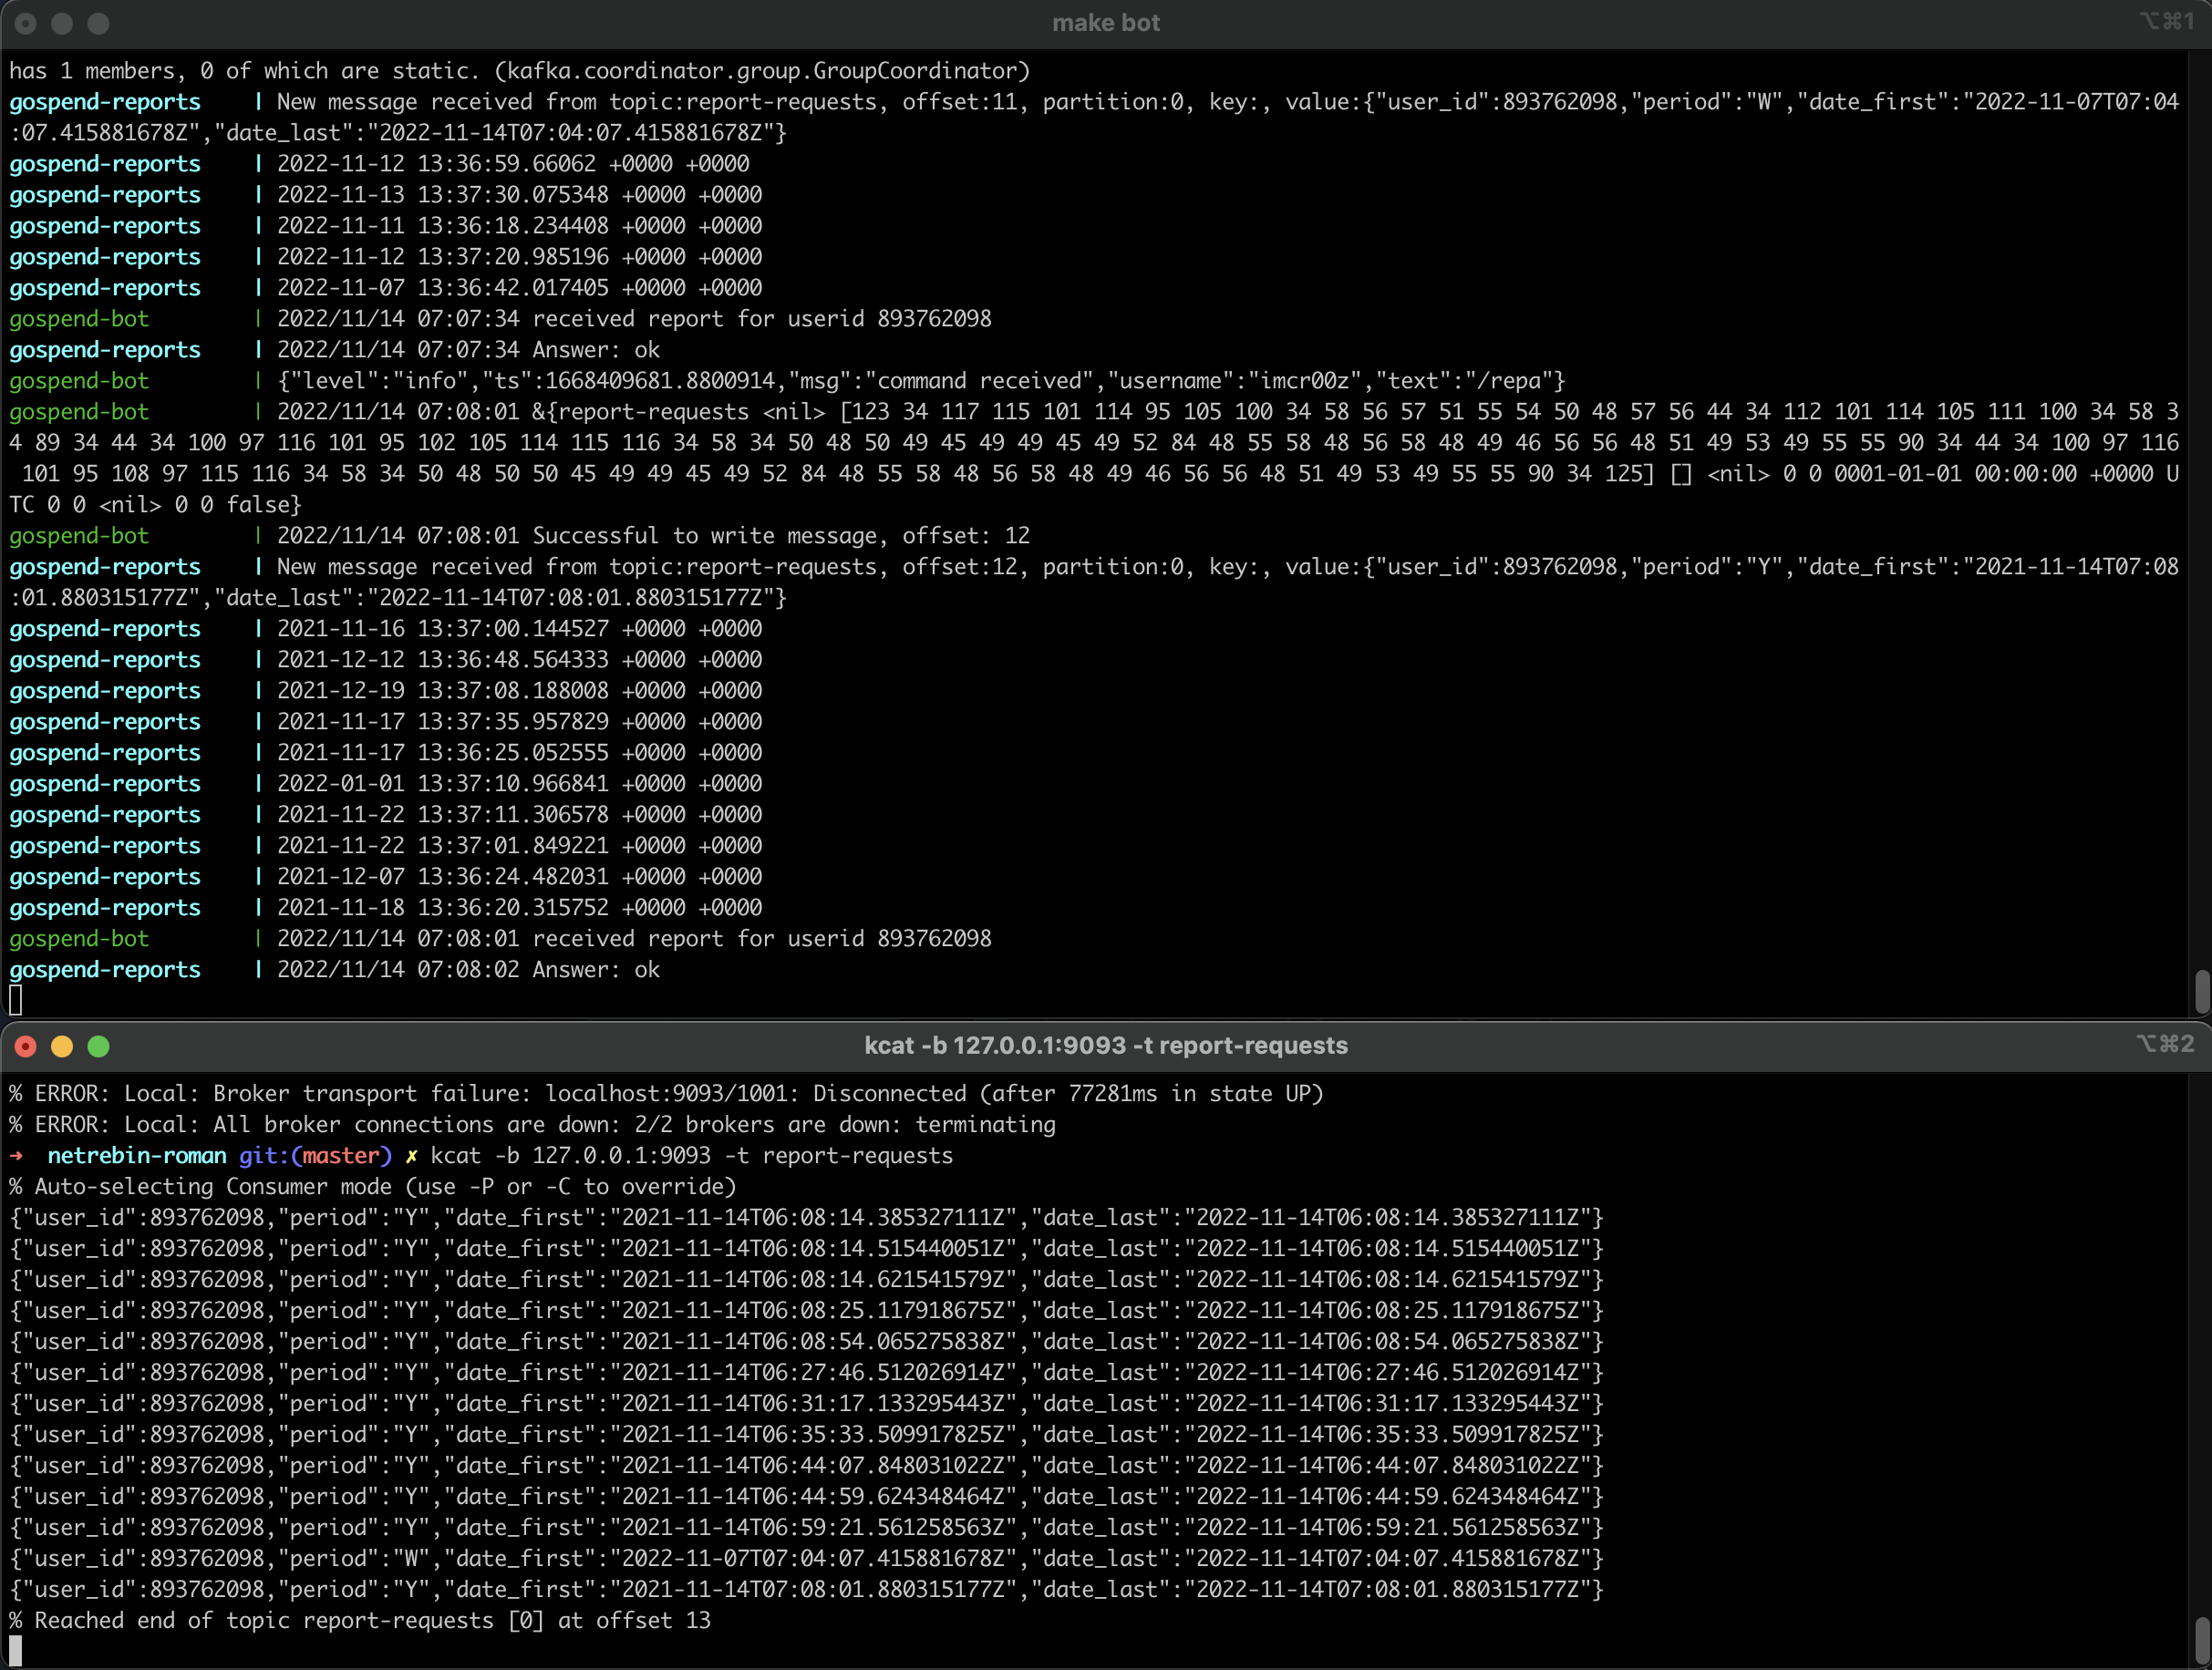 make bot ⌥⌘1
has 1 members, 0 of which are static. (kafka.coordinator.group.GroupCoordinator)
gospend-reports    | New message received from topic:report-requests, offset:11, partition:0, key:, value:{"user_id":893762098,"period":"W","date_first":"2022-11-07T07:04
:07.415881678Z","date_last":"2022-11-14T07:04:07.415881678Z"}
gospend-reports    | 2022-11-12 13:36:59.66062 +0000 +0000
gospend-reports    | 2022-11-13 13:37:30.075348 +0000 +0000
gospend-reports    | 2022-11-11 13:36:18.234408 +0000 +0000
gospend-reports    | 2022-11-12 13:37:20.985196 +0000 +0000
gospend-reports    | 2022-11-07 13:36:42.017405 +0000 +0000
gospend-bot        | 2022/11/14 07:07:34 received report for userid 893762098
gospend-reports    | 2022/11/14 07:07:34 Answer: ok
gospend-bot        | {"level":"info","ts":1668409681.8800914,"msg":"command received","username":"imcr00z","text":"/repa"}
gospend-bot        | 2022/11/14 07:08:01 &{report-requests <nil> [123 34 117 115 101 114 95 105 100 34 58 56 57 51 55 54 50 48 57 56 44 34 112 101 114 105 111 100 34 58 3
4 89 34 44 34 100 97 116 101 95 102 105 114 115 116 34 58 34 50 48 50 49 45 49 49 45 49 52 84 48 55 58 48 56 58 48 49 46 56 56 48 51 49 53 49 55 55 90 34 44 34 100 97 116
 101 95 108 97 115 116 34 58 34 50 48 50 50 45 49 49 45 49 52 84 48 55 58 48 56 58 48 49 46 56 56 48 51 49 53 49 55 55 90 34 125] [] <nil> 0 0 0001-01-01 00:00:00 +0000 U
TC 0 0 <nil> 0 0 false}
gospend-bot        | 2022/11/14 07:08:01 Successful to write message, offset: 12
gospend-reports    | New message received from topic:report-requests, offset:12, partition:0, key:, value:{"user_id":893762098,"period":"Y","date_first":"2021-11-14T07:08
:01.880315177Z","date_last":"2022-11-14T07:08:01.880315177Z"}
gospend-reports    | 2021-11-16 13:37:00.144527 +0000 +0000
gospend-reports    | 2021-12-12 13:36:48.564333 +0000 +0000
gospend-reports    | 2021-12-19 13:37:08.188008 +0000 +0000
gospend-reports    | 2021-11-17 13:37:35.957829 +0000 +0000
gospend-reports    | 2021-11-17 13:36:25.052555 +0000 +0000
gospend-reports    | 2022-01-01 13:37:10.966841 +0000 +0000
gospend-reports    | 2021-11-22 13:37:11.306578 +0000 +0000
gospend-reports    | 2021-11-22 13:37:01.849221 +0000 +0000
gospend-reports    | 2021-12-07 13:36:24.482031 +0000 +0000
gospend-reports    | 2021-11-18 13:36:20.315752 +0000 +0000
gospend-bot        | 2022/11/14 07:08:01 received report for userid 893762098
gospend-reports    | 2022/11/14 07:08:02 Answer: ok
kcat -b 127.0.0.1:9093 -t report-requests ⌥⌘2
% ERROR: Local: Broker transport failure: localhost:9093/1001: Disconnected (after 77281ms in state UP)
% ERROR: Local: All broker connections are down: 2/2 brokers are down: terminating
➜  netrebin-roman git:(master) ✗ kcat -b 127.0.0.1:9093 -t report-requests
% Auto-selecting Consumer mode (use -P or -C to override)
{"user_id":893762098,"period":"Y","date_first":"2021-11-14T06:08:14.385327111Z","date_last":"2022-11-14T06:08:14.385327111Z"}
{"user_id":893762098,"period":"Y","date_first":"2021-11-14T06:08:14.515440051Z","date_last":"2022-11-14T06:08:14.515440051Z"}
{"user_id":893762098,"period":"Y","date_first":"2021-11-14T06:08:14.621541579Z","date_last":"2022-11-14T06:08:14.621541579Z"}
{"user_id":893762098,"period":"Y","date_first":"2021-11-14T06:08:25.117918675Z","date_last":"2022-11-14T06:08:25.117918675Z"}
{"user_id":893762098,"period":"Y","date_first":"2021-11-14T06:08:54.065275838Z","date_last":"2022-11-14T06:08:54.065275838Z"}
{"user_id":893762098,"period":"Y","date_first":"2021-11-14T06:27:46.512026914Z","date_last":"2022-11-14T06:27:46.512026914Z"}
{"user_id":893762098,"period":"Y","date_first":"2021-11-14T06:31:17.133295443Z","date_last":"2022-11-14T06:31:17.133295443Z"}
{"user_id":893762098,"period":"Y","date_first":"2021-11-14T06:35:33.509917825Z","date_last":"2022-11-14T06:35:33.509917825Z"}
{"user_id":893762098,"period":"Y","date_first":"2021-11-14T06:44:07.848031022Z","date_last":"2022-11-14T06:44:07.848031022Z"}
{"user_id":893762098,"period":"Y","date_first":"2021-11-14T06:44:59.624348464Z","date_last":"2022-11-14T06:44:59.624348464Z"}
{"user_id":893762098,"period":"Y","date_first":"2021-11-14T06:59:21.561258563Z","date_last":"2022-11-14T06:59:21.561258563Z"}
{"user_id":893762098,"period":"W","date_first":"2022-11-07T07:04:07.415881678Z","date_last":"2022-11-14T07:04:07.415881678Z"}
{"user_id":893762098,"period":"Y","date_first":"2021-11-14T07:08:01.880315177Z","date_last":"2022-11-14T07:08:01.880315177Z"}
% Reached end of topic report-requests [0] at offset 13